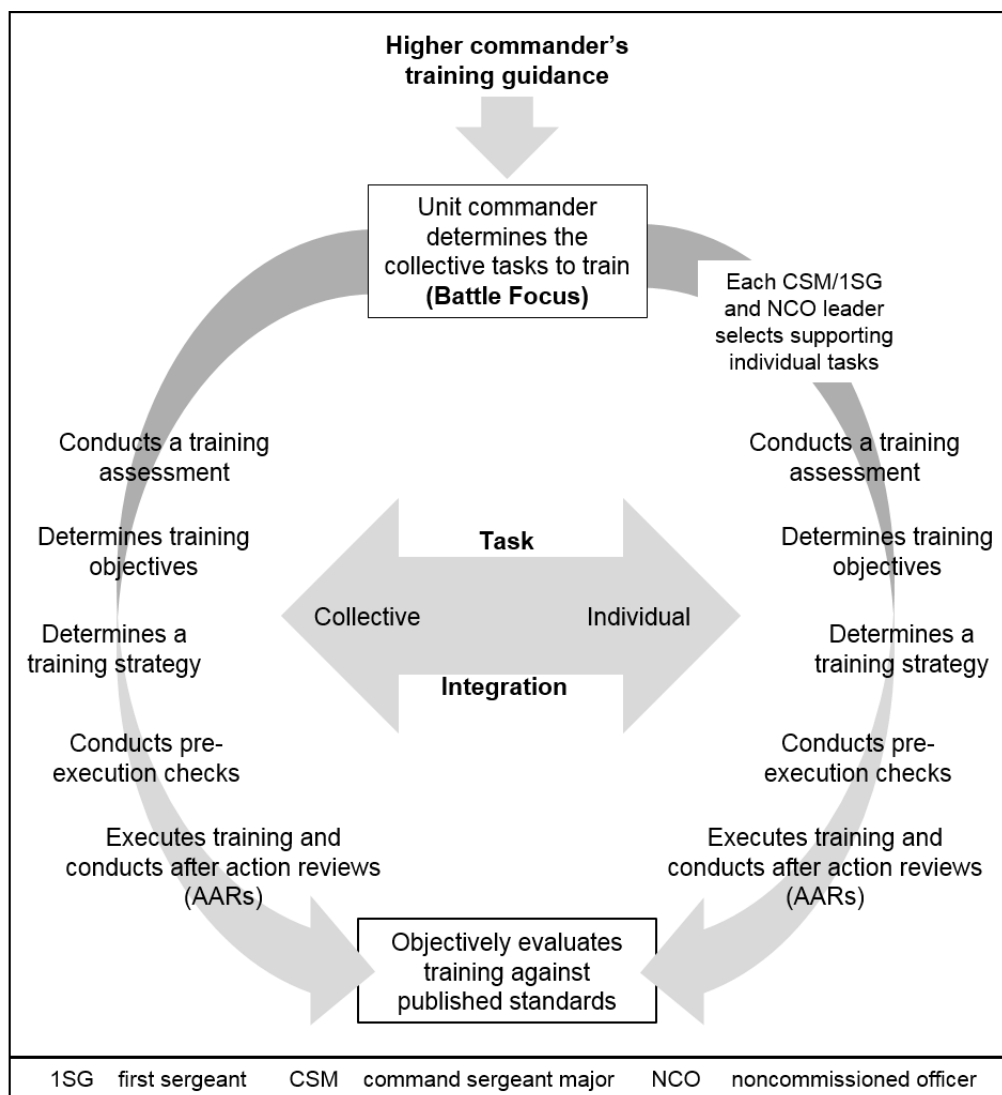 Higher commander’s
training guidance
Unit commander
determines the
collective tasks to train
(Battle Focus)
Each CSM/1SG
and NCO leader
selects supporting
individual tasks
Conducts a training
assessment
Determines training
objectives
Determines a
training strategy
Conducts pre-
execution checks
Executes training and
conducts after action reviews
(AARs)
Task
Collective
Individual
Integration
Conducts a training
assessment
Determines training
objectives
Determines a
training strategy
Conducts pre-
execution checks
Executes training and
conducts after action reviews
(AARs)
Objectively evaluates
training against
published standards
1SG first sergeant CSM command sergeant major NCO noncommissioned officer